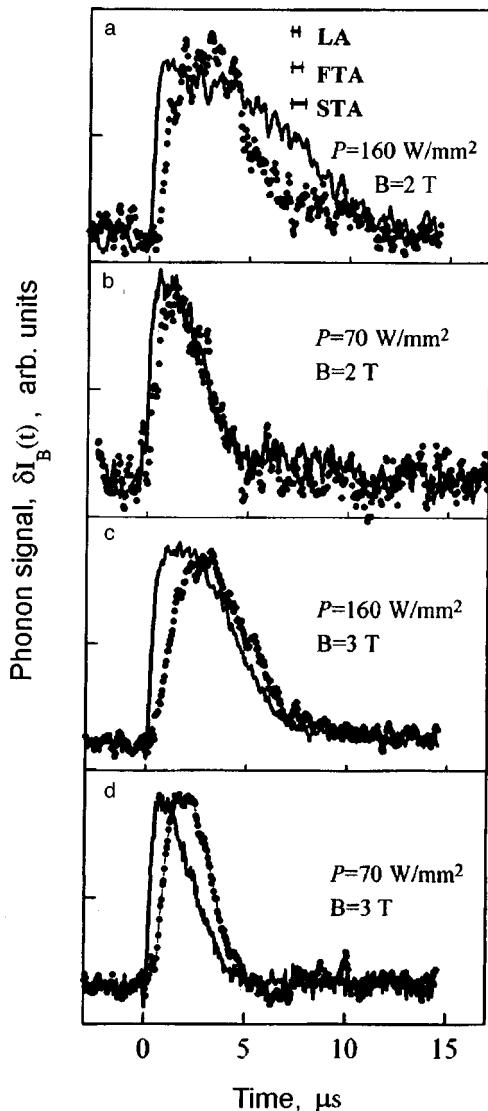 a
LA
FTA
STA
P=160 W/mm²
B=2 T
b
P=70 W/mm²
B=2 T
c
P=160 W/mm²
B=3 T
d
P=70 W/mm²
B=3 T
Phonon signal, δI_B(t), arb. units
0 5 10 15
Time, μs